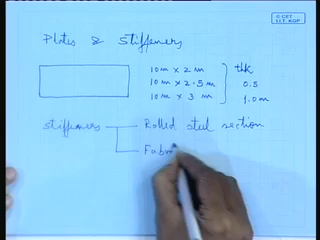 © CET
I.I.T. KGP
Plates & Stiffeners
10 m x 2 m
10 m x 2.5 m
10 m x 3 m
thk
0.5
1.0 m
stiffeners
Rolled steel section
Fabr